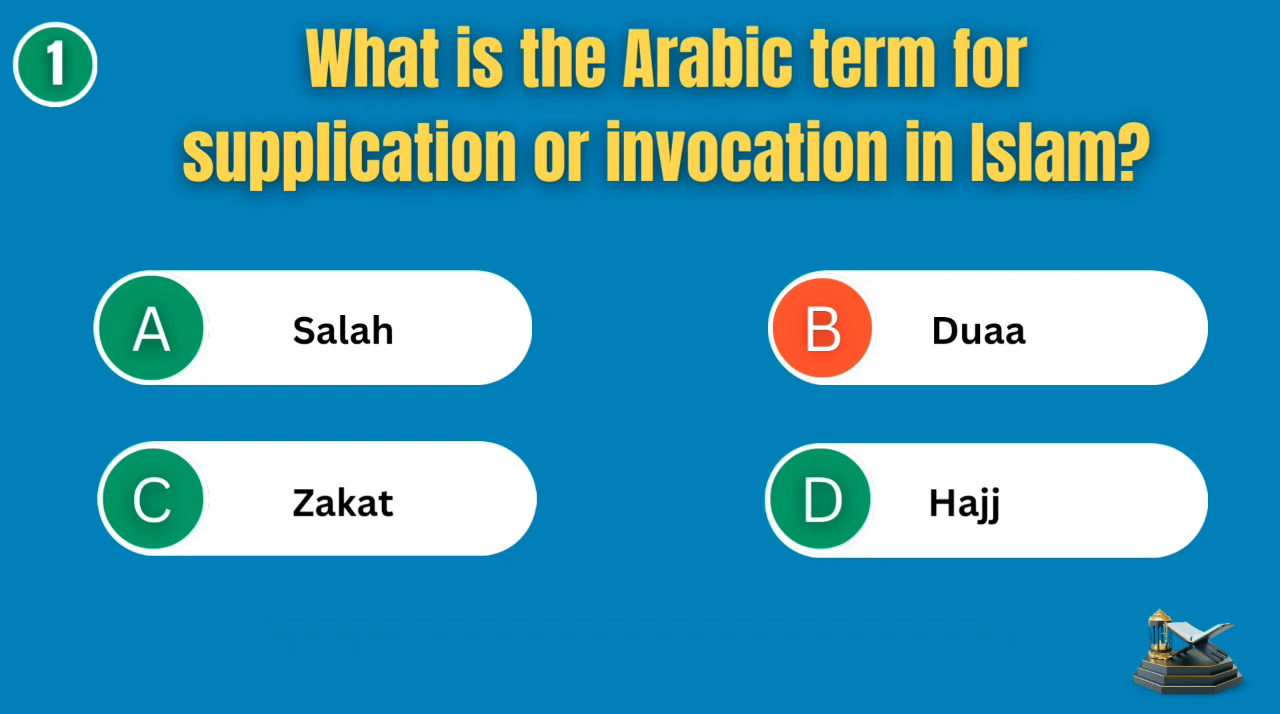 1
What is the Arabic term for
supplication or invocation in Islam?
A Salah
B Duaa
C Zakat
D Hajj